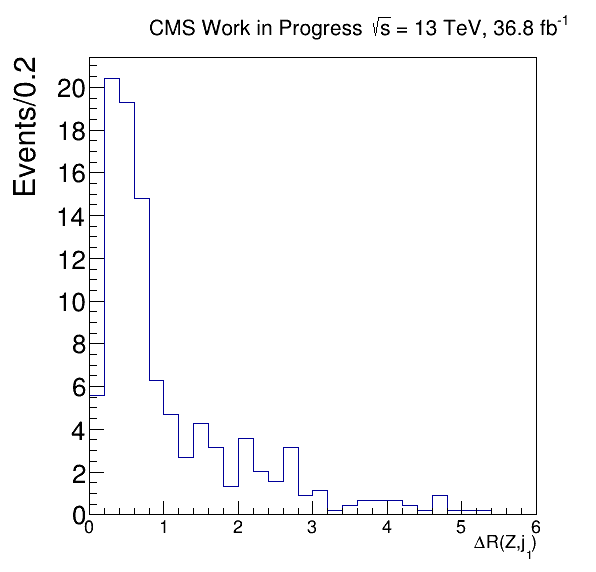 CMS Work in Progress √s = 13 TeV, 36.8 fb⁻¹
Events/0.2
20
18
16
14
12
10
8
6
4
2
0
0 1 2 3 4 5 6
ΔR(Z,j₁)